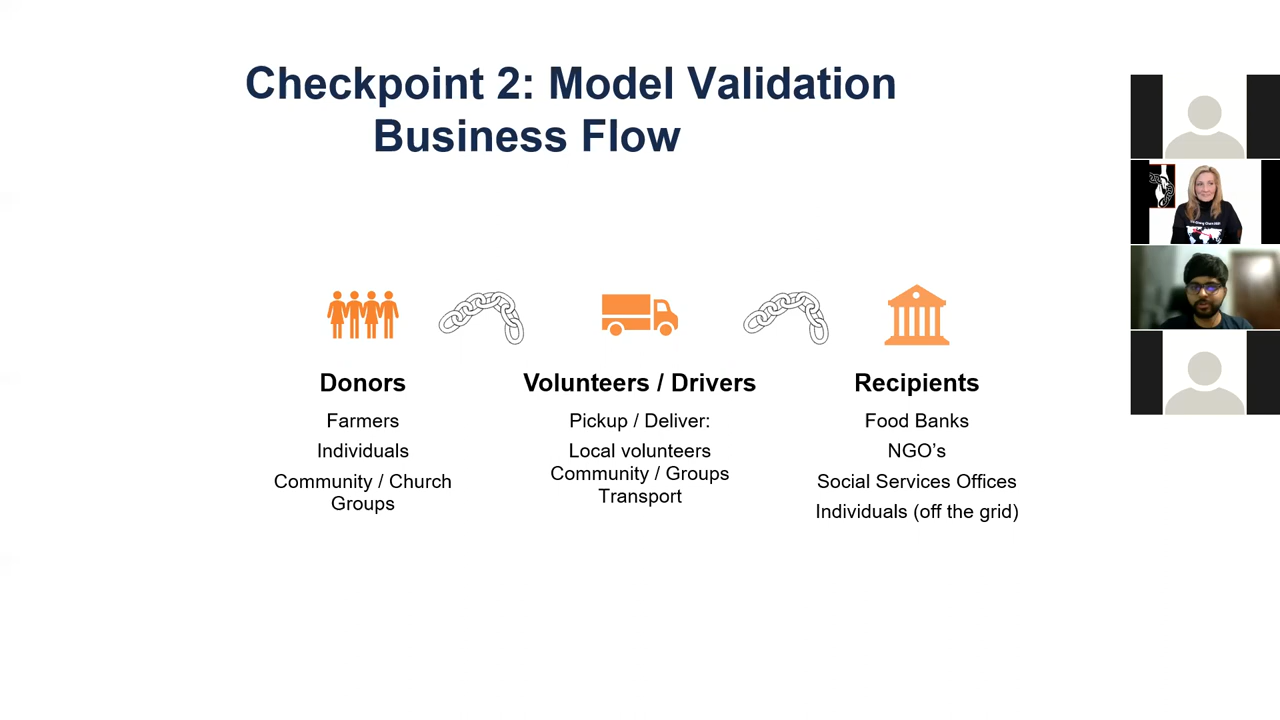 Checkpoint 2: Model Validation
Business Flow
Donors
Farmers
Individuals
Community / Church
Groups
Volunteers / Drivers
Pickup / Deliver:
Local volunteers
Community / Groups
Transport
Recipients
Food Banks
NGO’s
Social Services Offices
Individuals (off the grid)